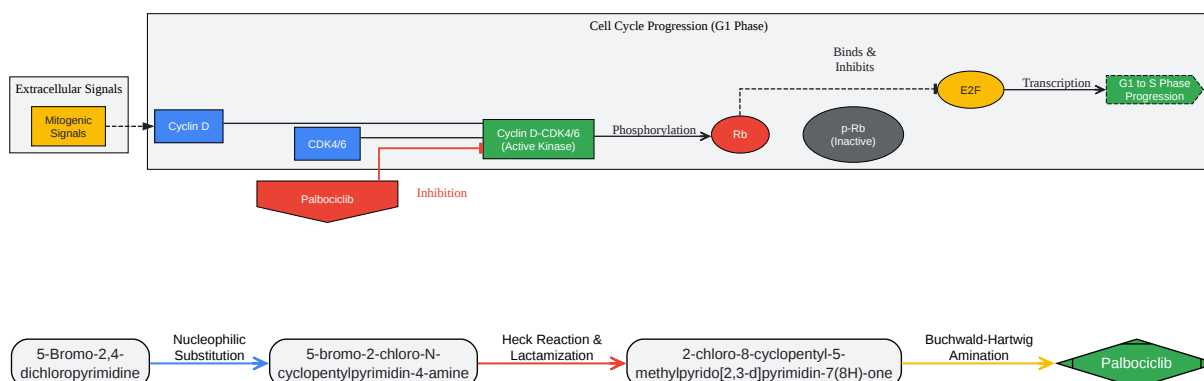 Cell Cycle Progression (G1 Phase)
Extracellular Signals
Mitogenic
Signals
Cyclin D
CDK4/6
Cyclin D-CDK4/6
(Active Kinase)
Phosphorylation
Rb
p-Rb
(Inactive)
Binds &
Inhibits
E2F
Transcription
G1 to S Phase
Progression
Palbociclib
Inhibition
5-Bromo-2,4-
dichloropyrimidine
Nucleophilic
Substitution
5-bromo-2-chloro-N-
cyclopentylpyrimidin-4-amine
Heck Reaction &
Lactamization
2-chloro-8-cyclopentyl-5-
methylpyrido[2,3-d]pyrimidin-7(8H)-one
Buchwald-Hartwig
Amination
Palbociclib